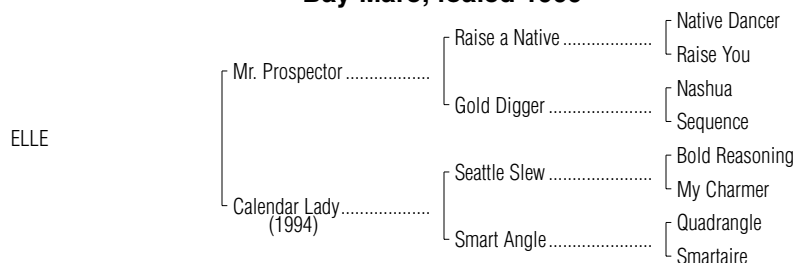 Bay Mare; foaled
Native Dancer
Raise a Native ...................
Raise You
Mr. Prospector ..................
Nashua
Gold Digger .......................
Sequence
ELLE
Bold Reasoning
Seattle Slew ......................
My Charmer
Calendar Lady...................
(1994)
Quadrangle
Smart Angle......................
Smartaire